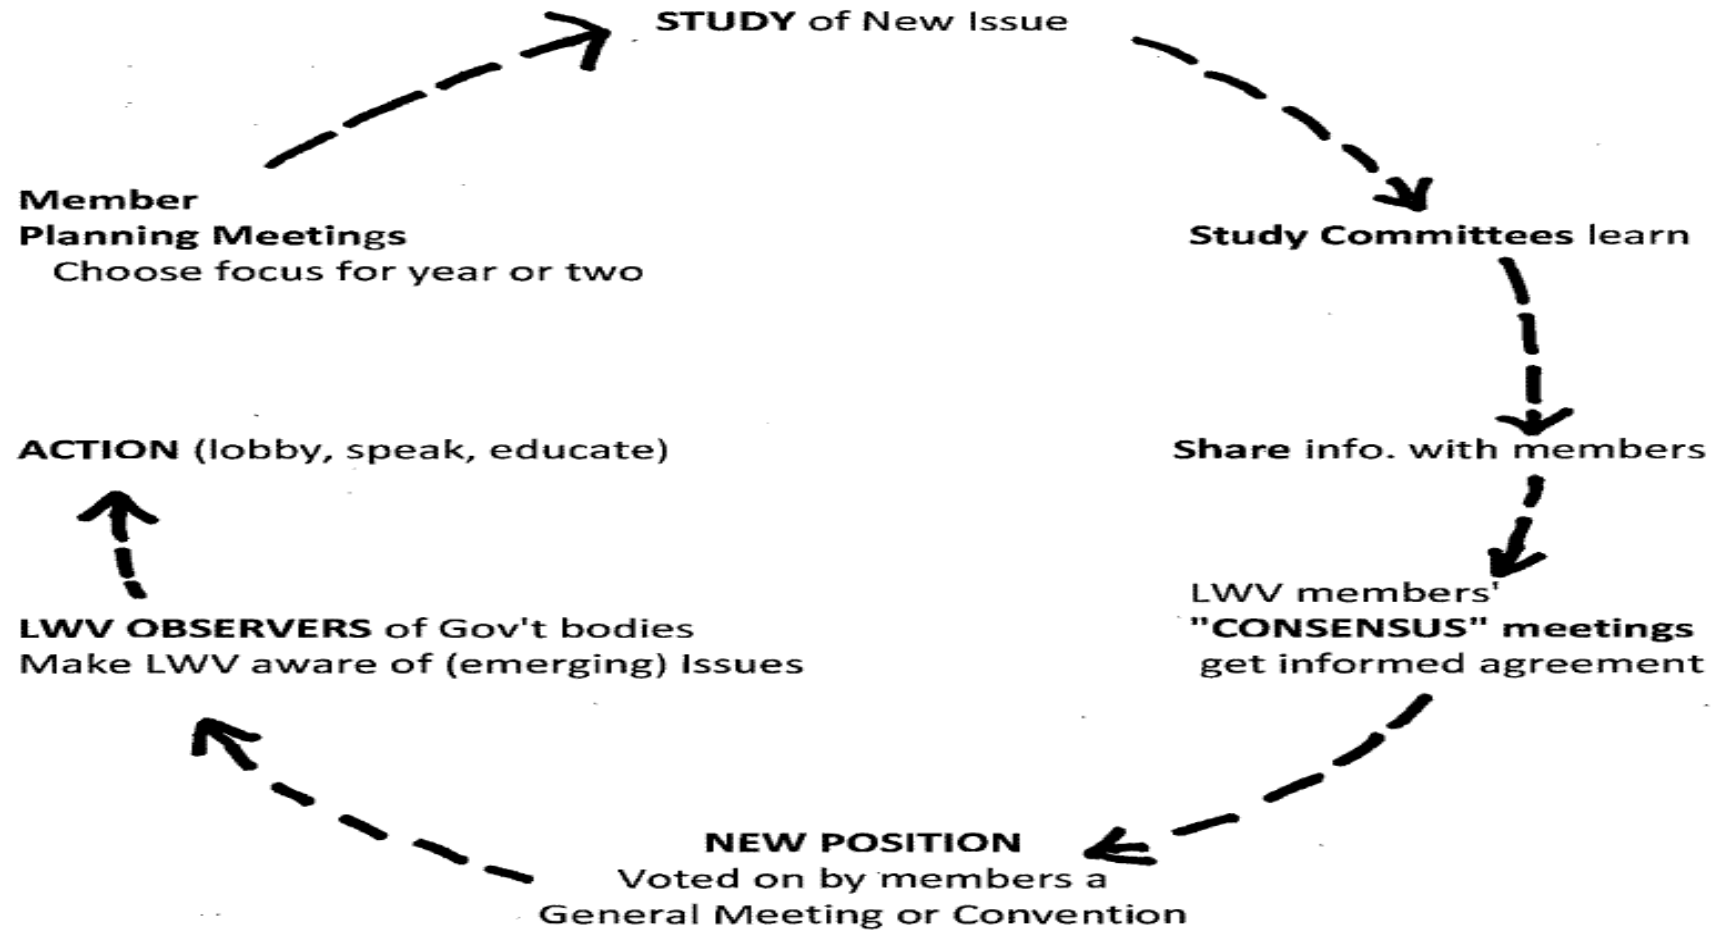 STUDY of New Issue
Member
Planning Meetings
Choose focus for year or two
Study Committees learn
ACTION (lobby, speak, educate)
Share info. with members
LWV members'
"CONSENSUS" meetings
get informed agreement
LWV OBSERVERS of Gov't bodies
Make LWV aware of (emerging) Issues
NEW POSITION
Voted on by members a
General Meeting or Convention